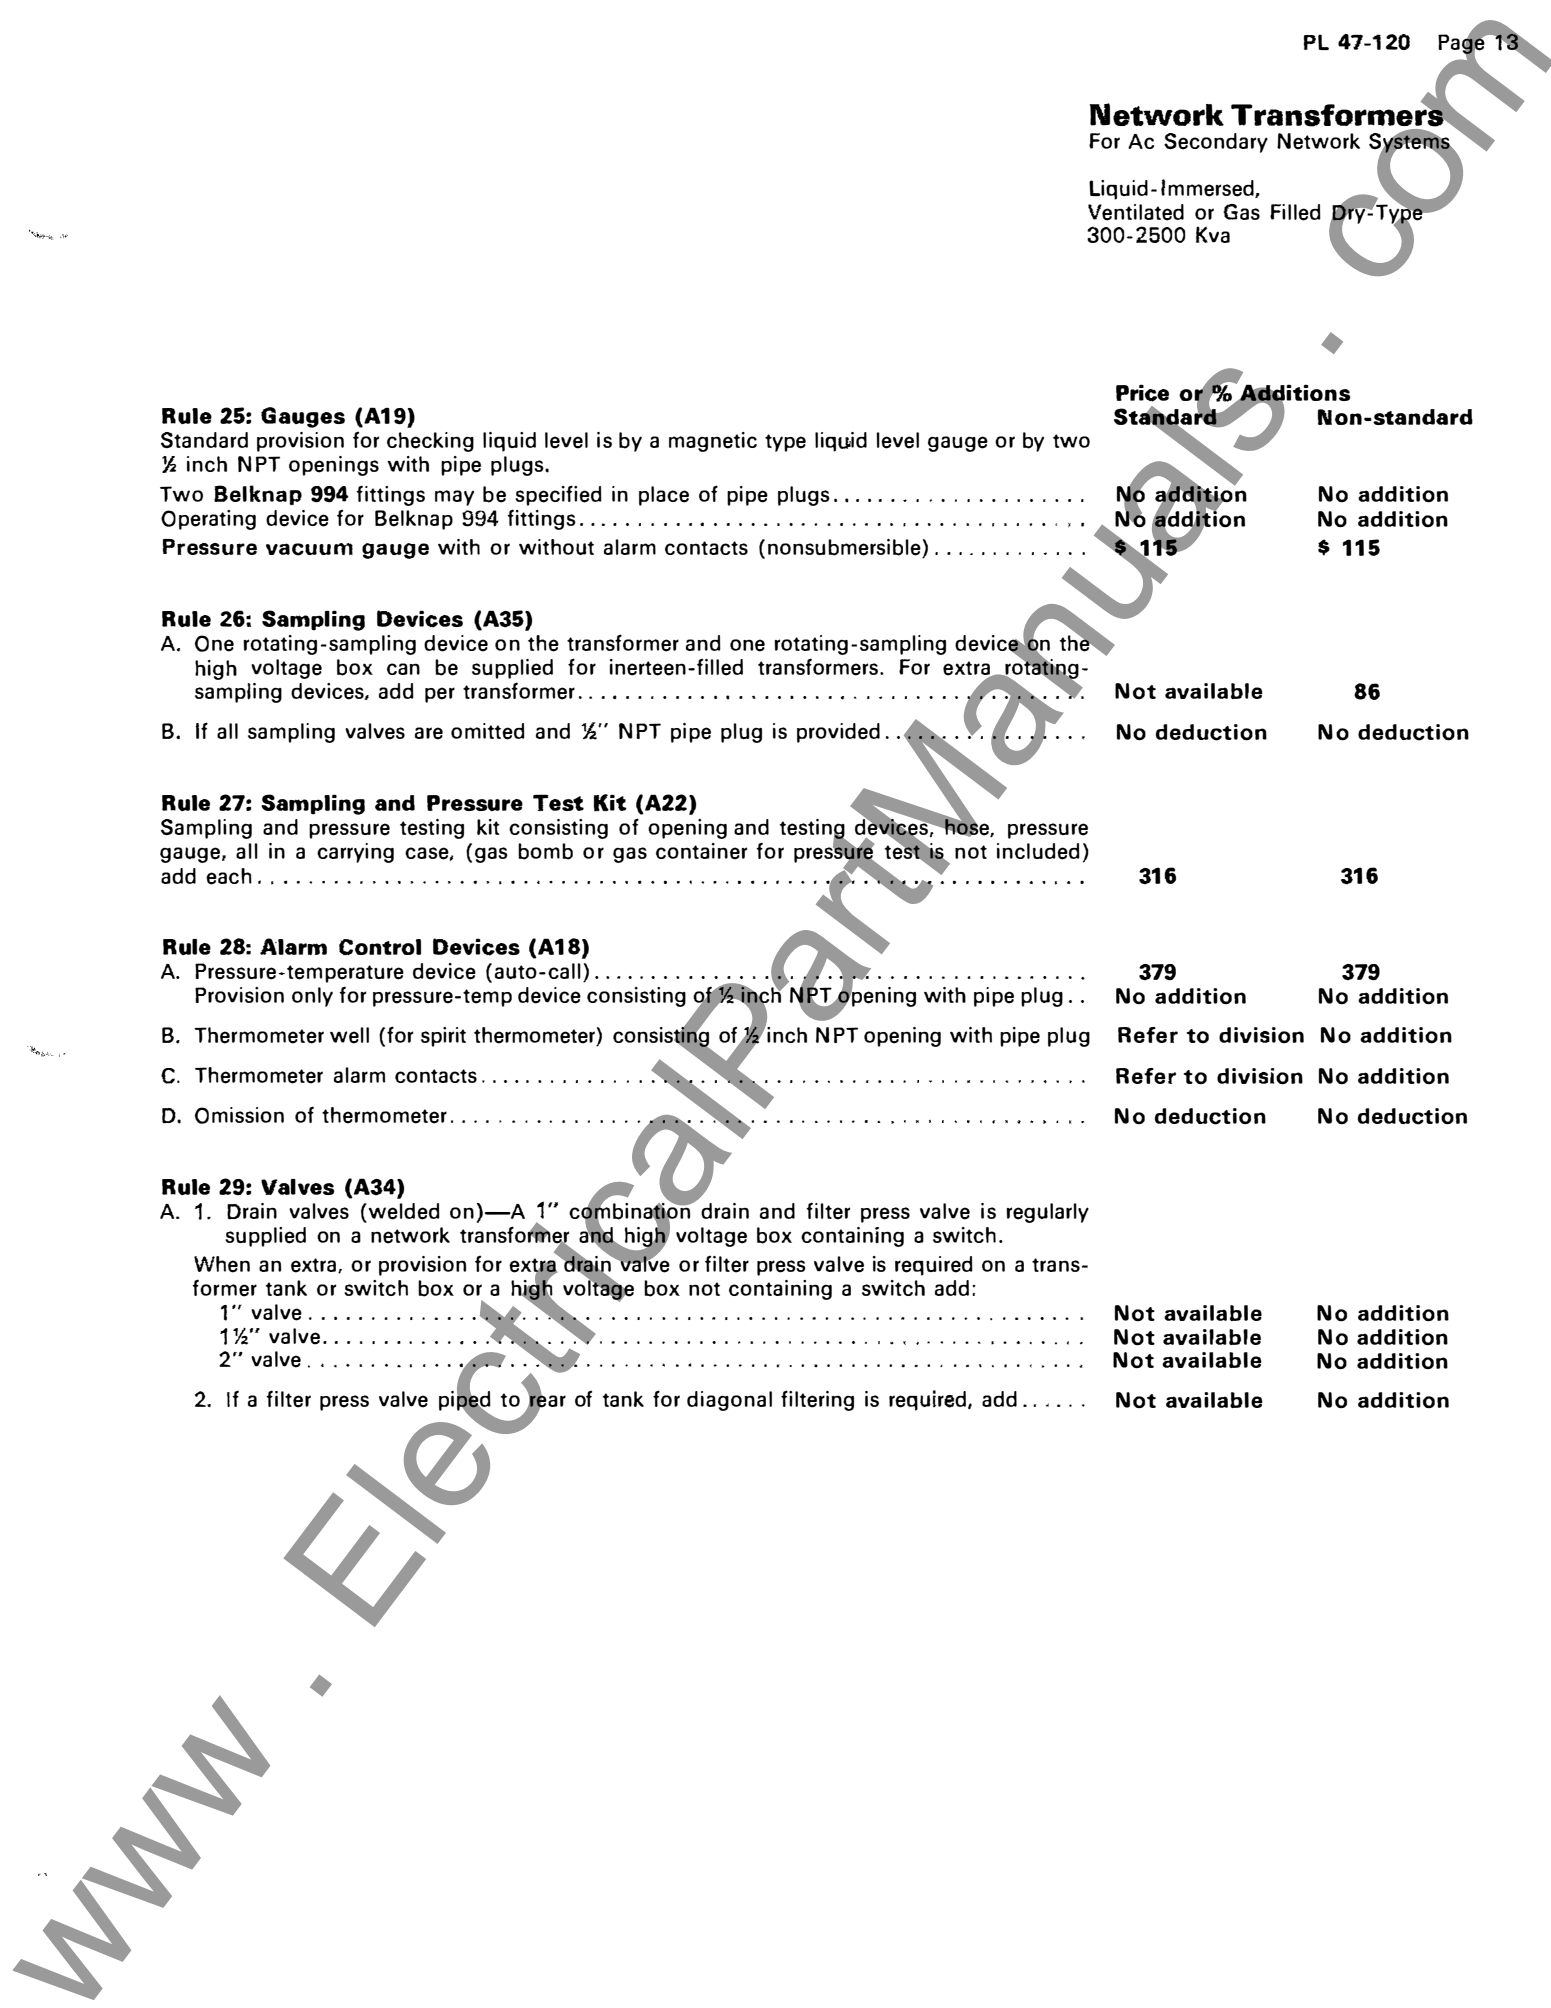 PL 47-120 Page 13
Network Transformers
For Ac Secondary Network Systems
Liquid-Immersed,
Ventilated or Gas Filled Dry-Type
300-2500 Kva
Price or % Additions
Rule 25: Gauges (A19) Standard Non-standard
Standard provision for checking liquid level is by a magnetic type liquid level gauge or by two
½ inch NPT openings with pipe plugs.
Two Belknap 994 fittings may be specified in place of pipe plugs...................... No addition No addition
Operating device for Belknap 994 fittings............................................ No addition No addition
Pressure vacuum gauge with or without alarm contacts (nonsubmersible)............. $ 115 $ 115
Rule 26: Sampling Devices (A35)
A. One rotating-sampling device on the transformer and one rotating-sampling device on the
high voltage box can be supplied for inerteen-filled transformers. For extra rotating-
sampling devices, add per transformer............................................ Not available 86
B. If all sampling valves are omitted and ½″ NPT pipe plug is provided.................. No deduction No deduction
Rule 27: Sampling and Pressure Test Kit (A22)
Sampling and pressure testing kit consisting of opening and testing devices, hose, pressure
gauge, all in a carrying case, (gas bomb or gas container for pressure test is not included)
add each........................................................................ 316 316
Rule 28: Alarm Control Devices (A18)
A. Pressure-temperature device (auto-call)........................................... 379 379
Provision only for pressure-temp device consisting of ½ inch NPT opening with pipe plug.. No addition No addition
B. Thermometer well (for spirit thermometer) consisting of ½ inch NPT opening with pipe plug Refer to division No addition
C. Thermometer alarm contacts..................................................... Refer to division No addition
D. Omission of thermometer........................................................ No deduction No deduction
Rule 29: Valves (A34)
A. 1. Drain valves (welded on)—A 1″ combination drain and filter press valve is regularly
supplied on a network transformer and high voltage box containing a switch.
When an extra, or provision for extra drain valve or filter press valve is required on a trans-
former tank or switch box or a high voltage box not containing a switch add:
1″ valve.................................................................... Not available No addition
1½″ valve.................................................................. Not available No addition
2″ valve.................................................................... Not available No addition
2. If a filter press valve piped to rear of tank for diagonal filtering is required, add...... Not available No addition
www . ElectricalPartManuals . com